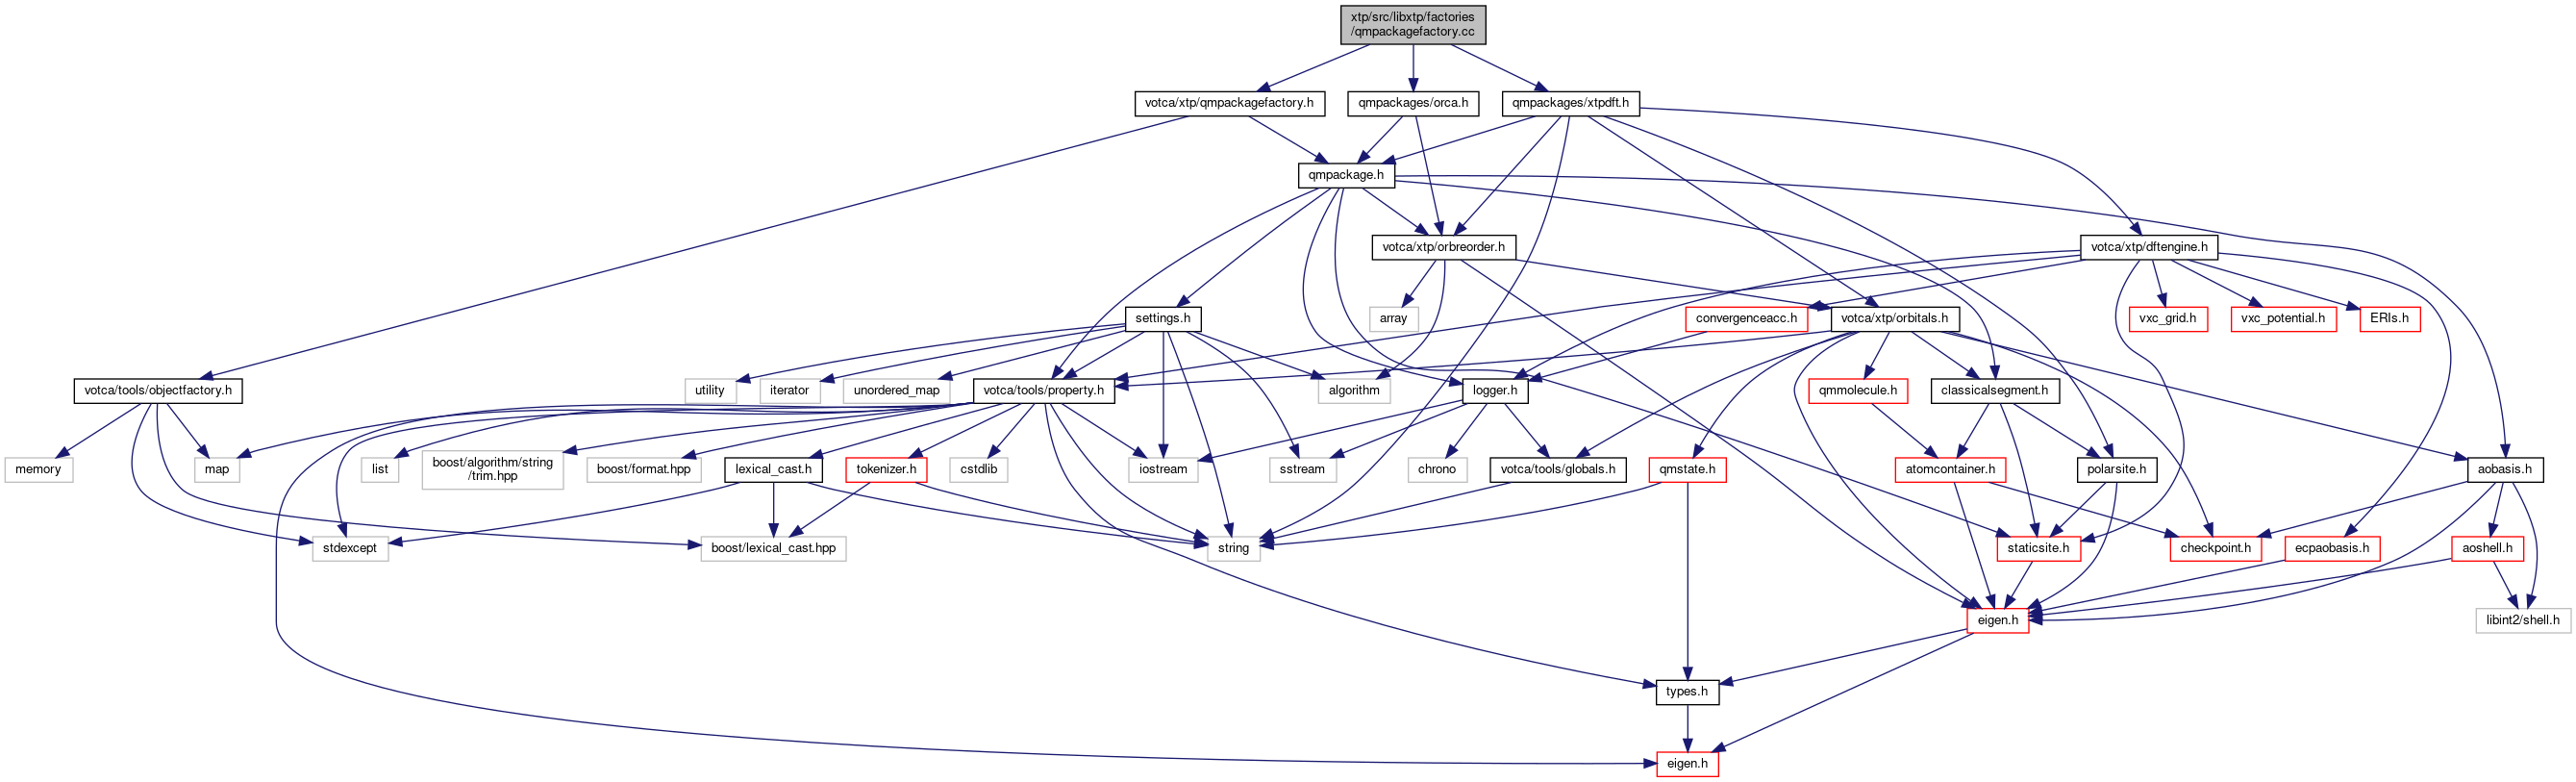 xtp/src/libxtp/factories
/qmpackagefactory.cc
votca/xtp/qmpackagefactory.h
qmpackages/orca.h
qmpackages/xtpdft.h
qmpackage.h
votca/xtp/orbreorder.h
votca/xtp/dftengine.h
settings.h
array
convergenceacc.h
votca/xtp/orbitals.h
vxc_grid.h
vxc_potential.h
ERIs.h
votca/tools/objectfactory.h
utility
iterator
unordered_map
votca/tools/property.h
algorithm
logger.h
qmmolecule.h
classicalsegment.h
memory
map
list
boost/algorithm/string
/trim.hpp
boost/format.hpp
lexical_cast.h
tokenizer.h
cstdlib
iostream
sstream
chrono
votca/tools/globals.h
qmstate.h
atomcontainer.h
polarsite.h
aobasis.h
stdexcept
boost/lexical_cast.hpp
string
staticsite.h
checkpoint.h
ecpaobasis.h
aoshell.h
eigen.h
libint2/shell.h
types.h
eigen.h